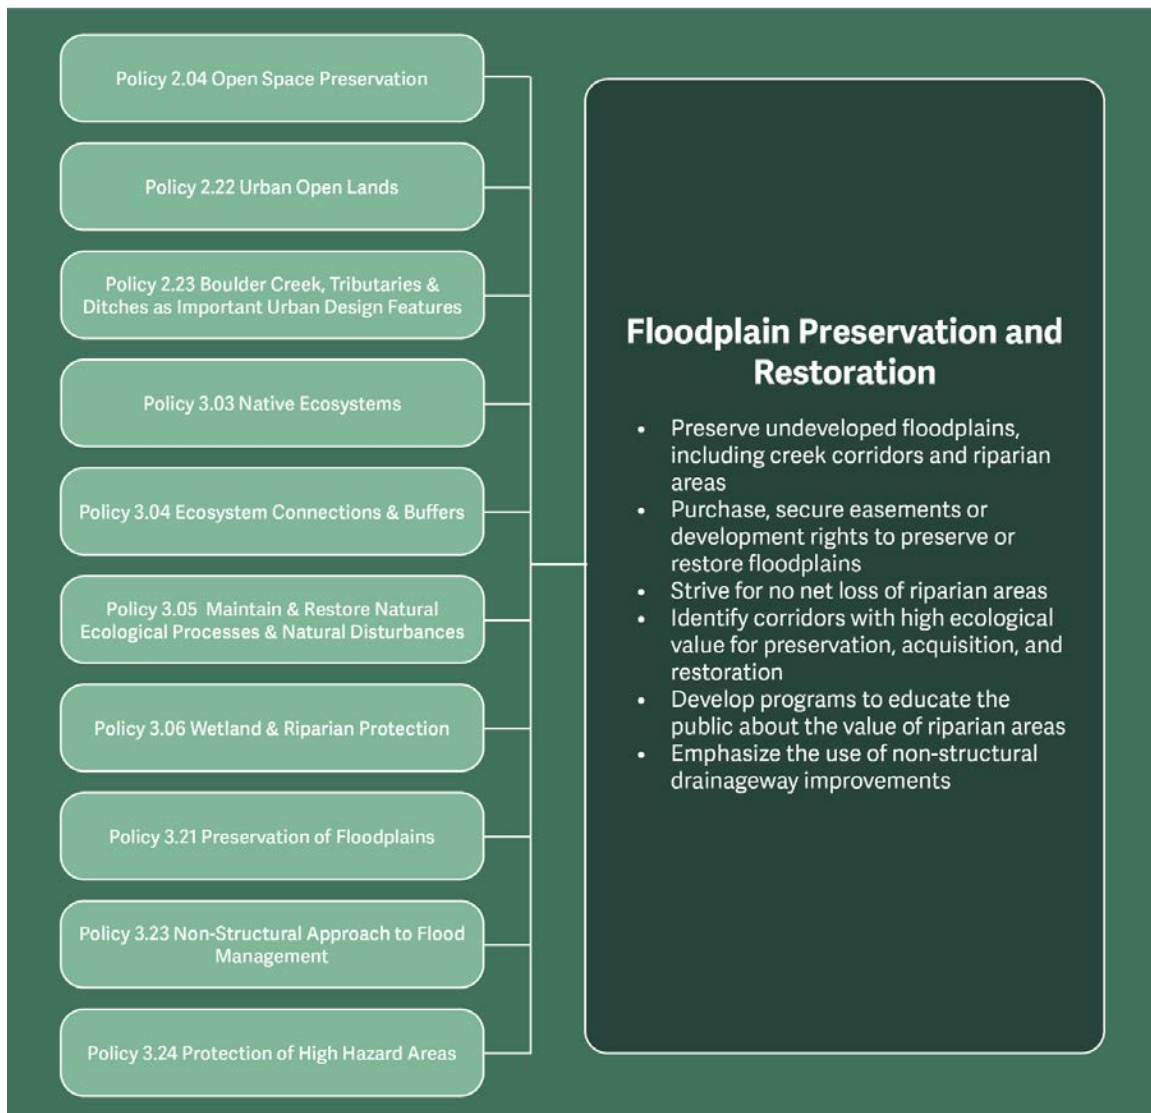 Policy 2.04 Open Space Preservation
Policy 2.22 Urban Open Lands
Policy 2.23 Boulder Creek, Tributaries &
Ditches as Important Urban Design Features
Policy 3.03 Native Ecosystems
Policy 3.04 Ecosystem Connections & Buffers
Policy 3.05 Maintain & Restore Natural
Ecological Processes & Natural Disturbances
Policy 3.06 Wetland & Riparian Protection
Policy 3.21 Preservation of Floodplains
Policy 3.23 Non-Structural Approach to Flood
Management
Policy 3.24 Protection of High Hazard Areas
Floodplain Preservation and
Restoration
• Preserve undeveloped floodplains,
including creek corridors and riparian
areas
• Purchase, secure easements or
development rights to preserve or
restore floodplains
• Strive for no net loss of riparian areas
• Identify corridors with high ecological
value for preservation, acquisition, and
restoration
• Develop programs to educate the
public about the value of riparian areas
• Emphasize the use of non-structural
drainageway improvements